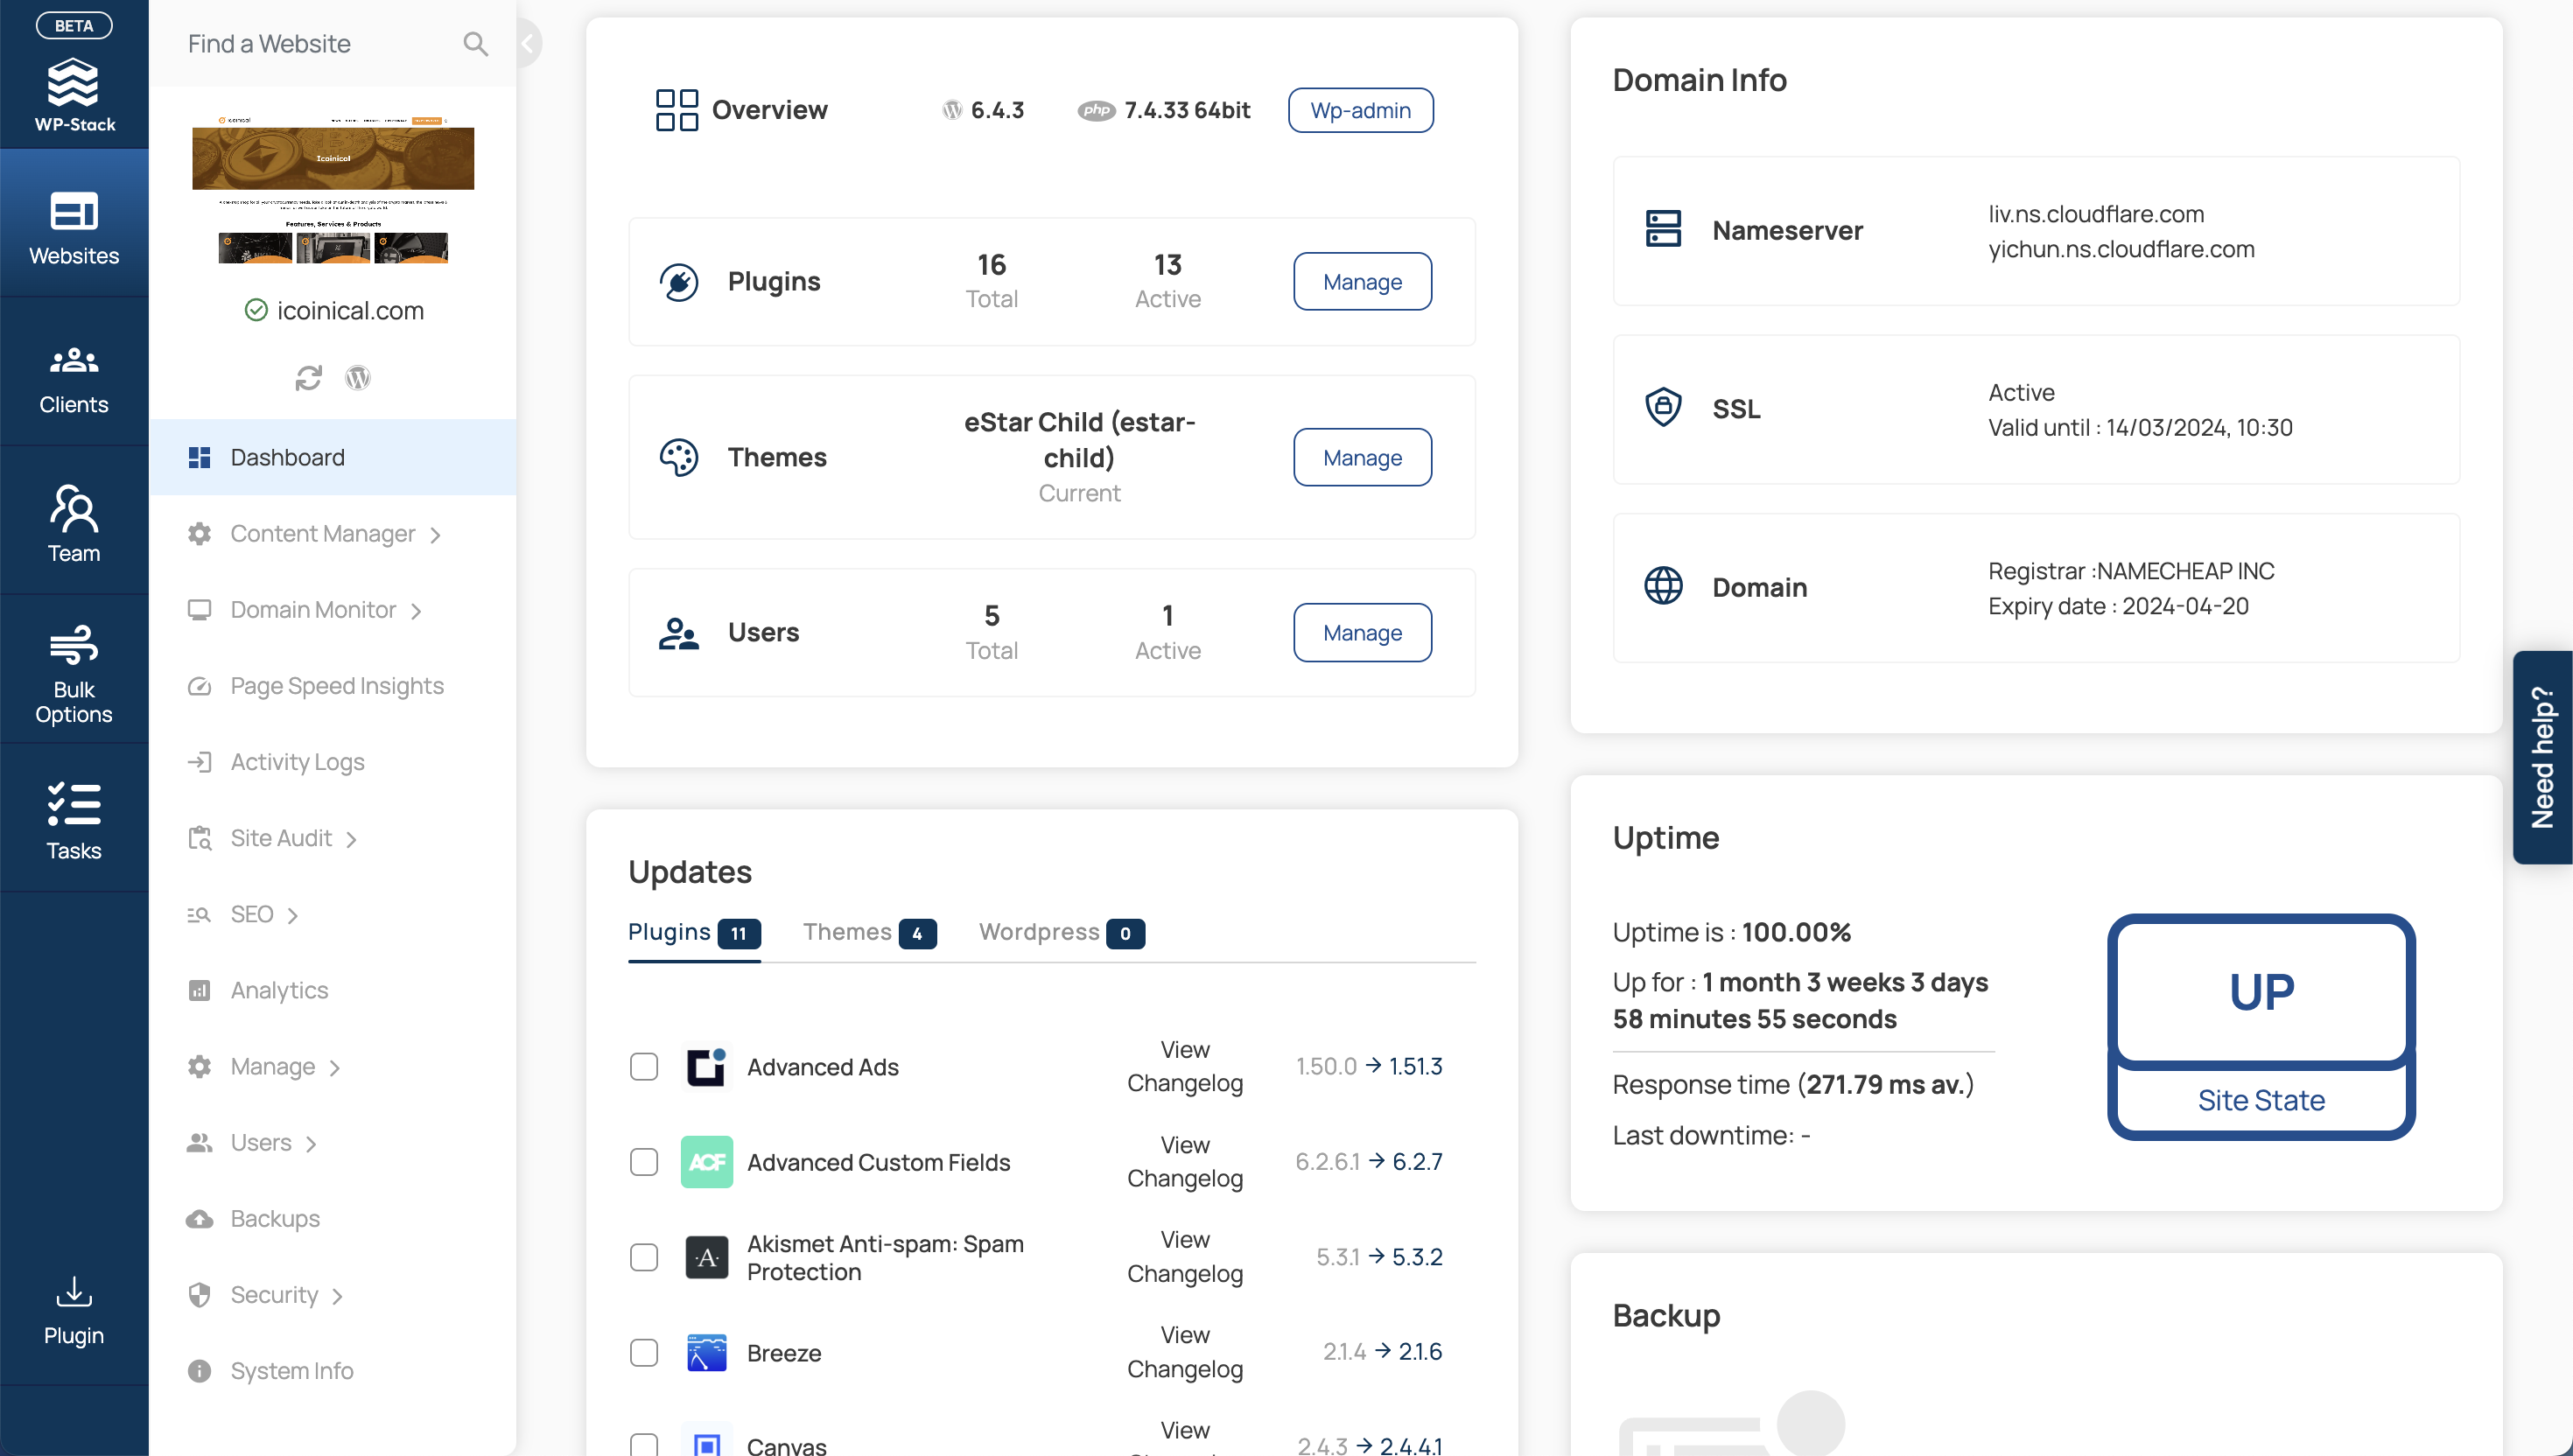 BETA
WP-Stack
Websites
Clients
Team
Bulk
Options
Tasks
Plugin
Find a Website
Icoinical
Features, Services & Products
icoinical.com
Dashboard
Content Manager
Domain Monitor
Page Speed Insights
Activity Logs
Site Audit
SEO
Analytics
Manage
Users
Backups
Security
System Info
Overview
6.4.3
php 7.4.33 64bit
Wp-admin
Plugins
16
Total
13
Active
Manage
Themes
eStar Child (estar-
child)
Current
Manage
Users
5
Total
1
Active
Manage
Updates
Plugins 11
Themes 4
Wordpress 0
Advanced Ads
View
Changelog
1.50.0 → 1.51.3
ACF
Advanced Custom Fields
View
Changelog
6.2.6.1 → 6.2.7
·A·
Akismet Anti-spam: Spam
Protection
View
Changelog
5.3.1 → 5.3.2
Breeze
View
Changelog
2.1.4 → 2.1.6
Canvas
View
2.4.3 → 2.4.4.1
Domain Info
Nameserver
liv.ns.cloudflare.com
yichun.ns.cloudflare.com
SSL
Active
Valid until : 14/03/2024, 10:30
Domain
Registrar :NAMECHEAP INC
Expiry date : 2024-04-20
Uptime
Uptime is : 100.00%
Up for : 1 month 3 weeks 3 days
58 minutes 55 seconds
Response time (271.79 ms av.)
Last downtime: -
UP
Site State
Backup
Need help?